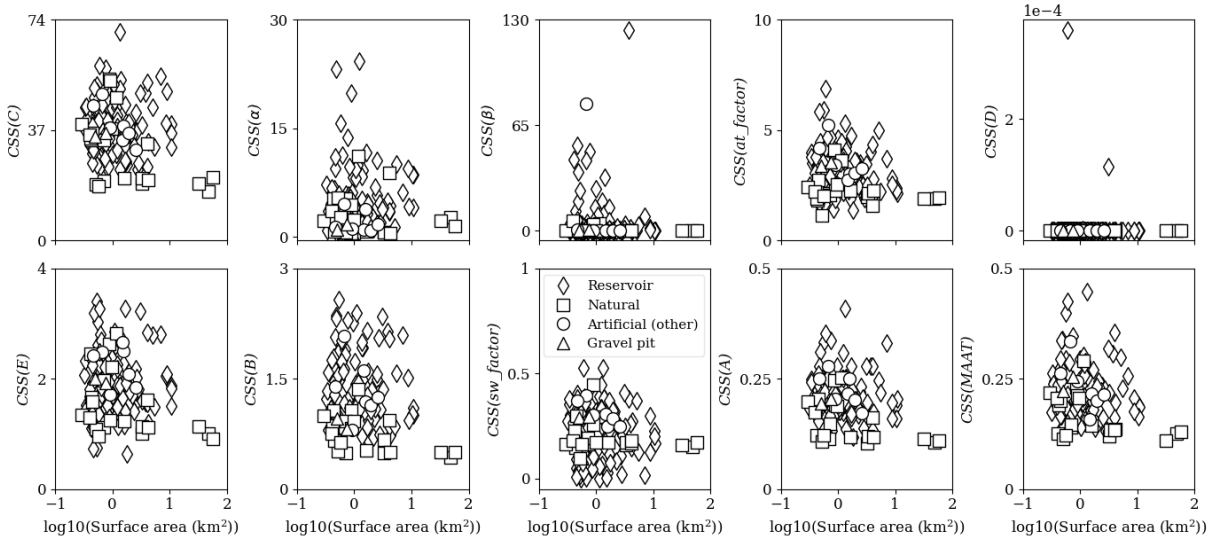 74
37
0
CSS(C)
30
15
0
CSS(α)
130
65
0
CSS(β)
10
5
0
CSS(at_factor)
1e−4
2
0
CSS(D)
4
2
0
CSS(E)
−1 0 1 2
log10(Surface area (km²))
3
1.5
0
CSS(B)
−1 0 1 2
log10(Surface area (km²))
1
0.5
0
CSS(sw_factor)
Reservoir
Natural
Artificial (other)
Gravel pit
−1 0 1 2
log10(Surface area (km²))
0.5
0.25
0
CSS(A)
−1 0 1 2
log10(Surface area (km²))
0.5
0.25
0
CSS(MAAT)
−1 0 1 2
log10(Surface area (km²))